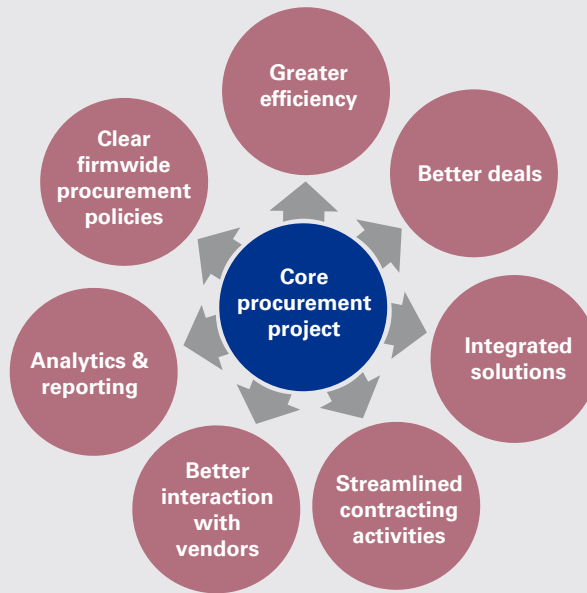 Greater
efficiency
Better deals
Integrated
solutions
Streamlined
contracting
activities
Better
interaction
with
vendors
Analytics &
reporting
Clear
firmwide
procurement
policies
Core
procurement
project